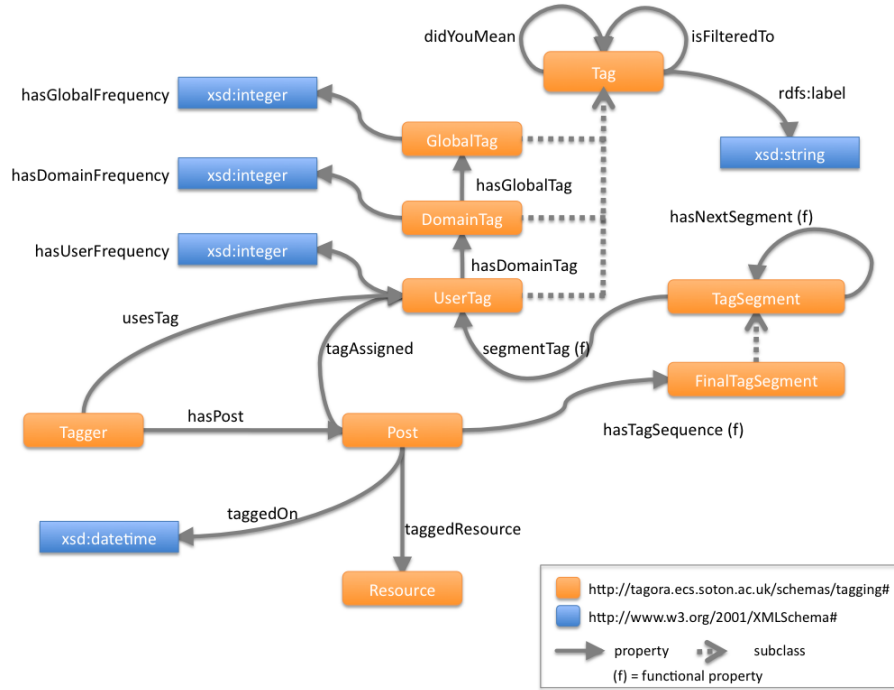 didYouMean
isFilteredTo
Tag
hasGlobalFrequency
xsd:integer
rdfs:label
GlobalTag
xsd:string
hasDomainFrequency
xsd:integer
hasGlobalTag
DomainTag
hasNextSegment (f)
hasUserFrequency
xsd:integer
hasDomainTag
UserTag
TagSegment
usesTag
tagAssigned
segmentTag (f)
FinalTagSegment
hasPost
Tagger
Post
hasTagSequence (f)
taggedOn
taggedResource
xsd:datetime
Resource
http://tagora.ecs.soton.ac.uk/schemas/tagging#
http://www.w3.org/2001/XMLSchema#
property
subclass
(f) = functional property